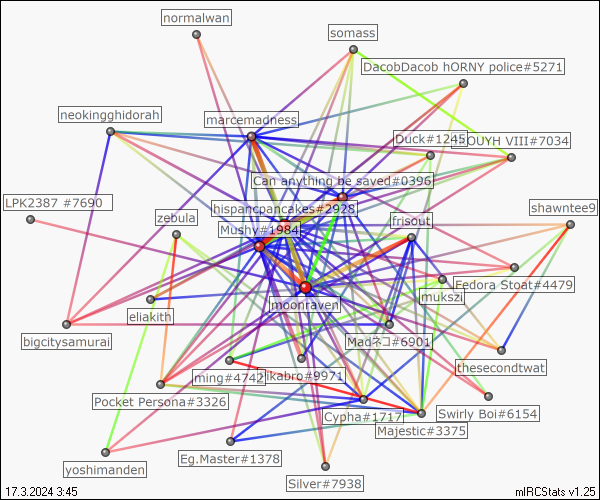 normalwan
somass
DacobDacob hORNY police#5271
neokingghidorah
marcemadness
Duck#1245
OUYH VIII#7034
Can anything be saved#0396
LPK2387 #7690
hispancpancakes#2928
shawntee9
zebula
frisout
Mushy#1984
Fedora Stoat#4479
mukszi
moonraven
eliakith
bigcitysamurai
Madネコ#6901
thesecondtwat
ming#4742
ikabro#9971
Pocket Persona#3326
Cypha#1717
Swirly Boi#6154
Majestic#3375
Eg.Master#1378
yoshimanden
Silver#7938
17.3.2024 3:45
mIRCStats v1.25